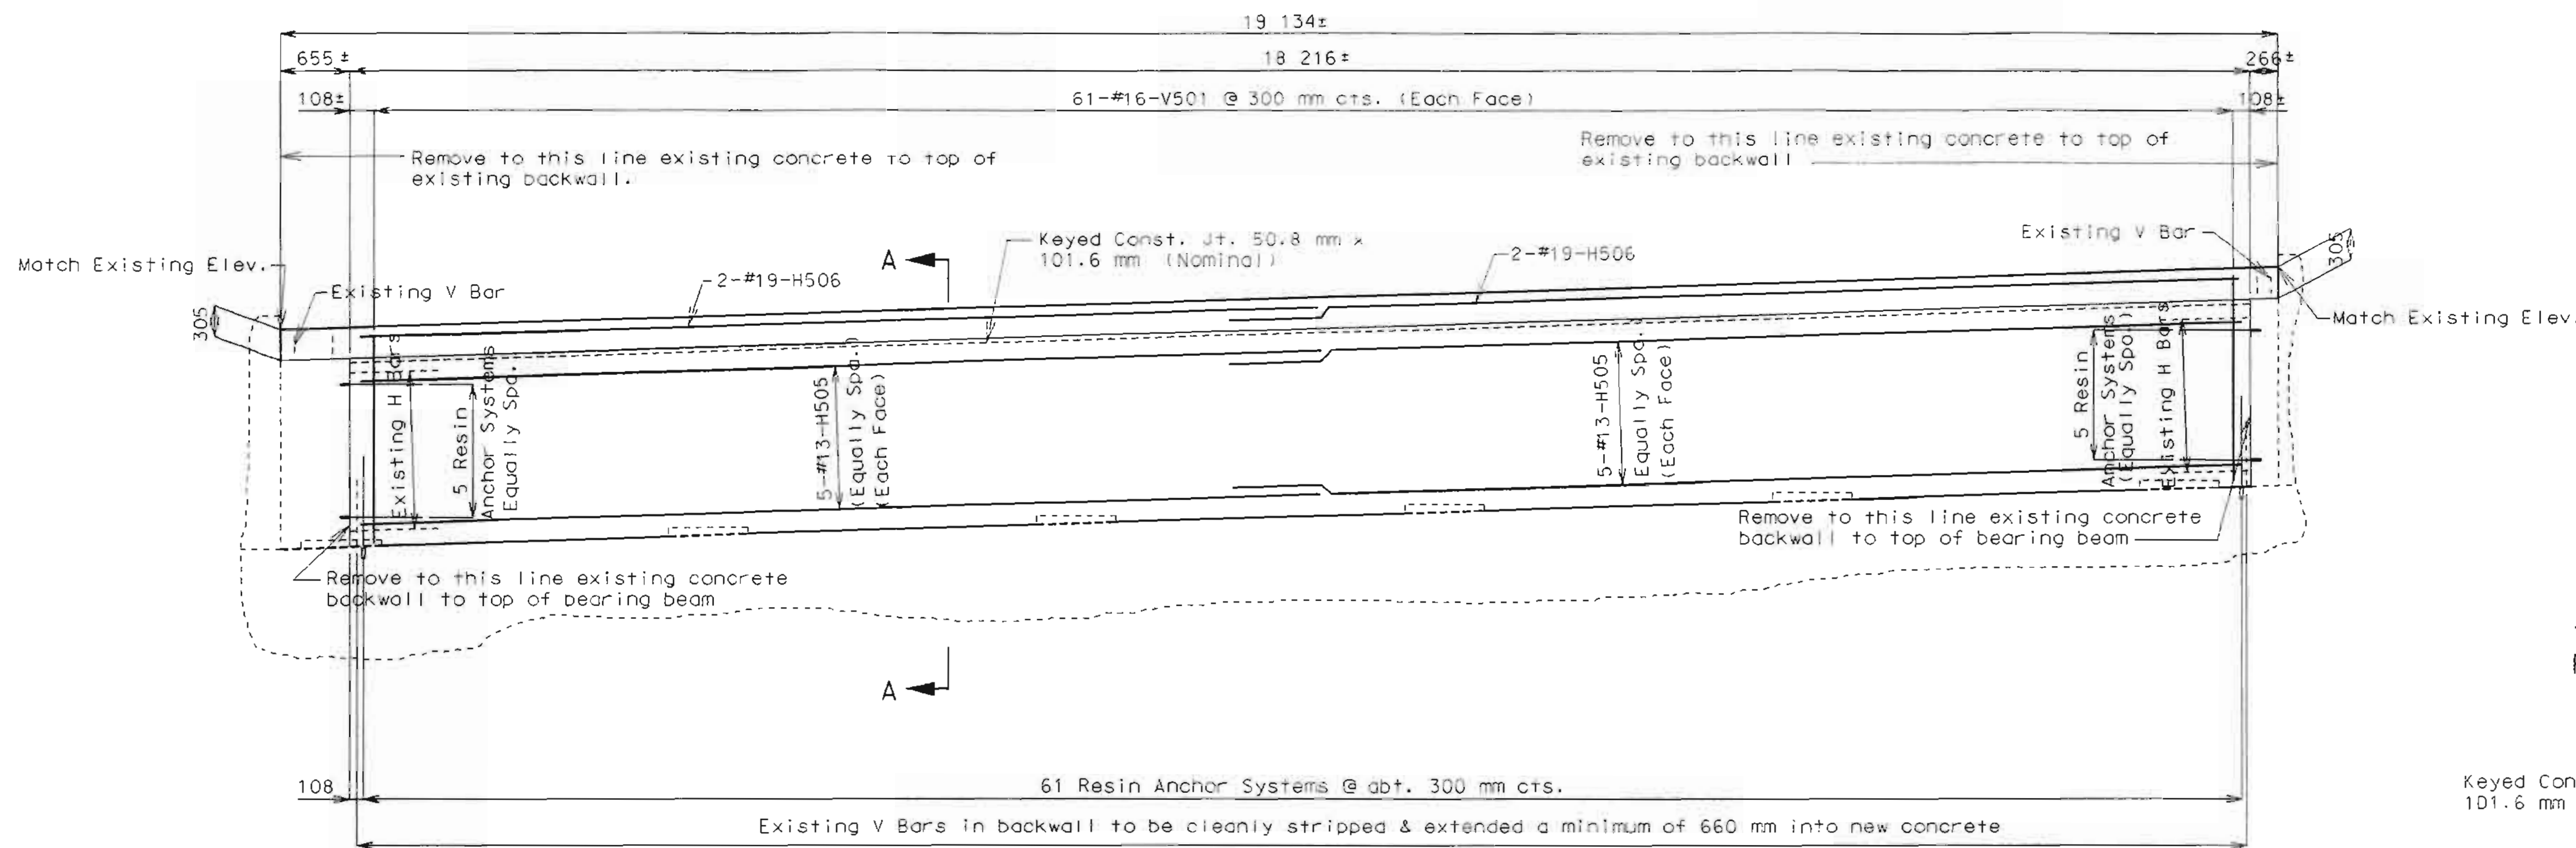 19 134±
655 ±
18 216±
266±
108±
61-#16-V501 @ 300 mm cts. (Each Face)
108±
Remove to this line existing concrete to top of
existing backwall.
Remove to this line existing concrete to top of
existing backwall
Match Existing Elev.
305
Existing V Bar
2-#19-H506
A
Keyed Const. Jt. 50.8 mm x
101.6 mm (Nominal)
2-#19-H506
Existing V Bar
305
Match Existing Elev.
Existing H Bars
5 Resin
Anchor Systems
Equally Spa.
5-#13-H505
(Equally Spa.)
(Each Face)
5-#13-H505
Equally Spa.
(Each Face)
5 Resin
Anchor Systems
(Equally Spa.)
Existing H Bars
Remove to this line existing concrete
backwall to top of bearing beam
Remove to this line existing concrete
backwall to top of bearing beam
A
108
61 Resin Anchor Systems @ abt. 300 mm cts.
Existing V Bars in backwall to be cleanly stripped & extended a minimum of 660 mm into new concrete
Keyed Con
101.6 mm